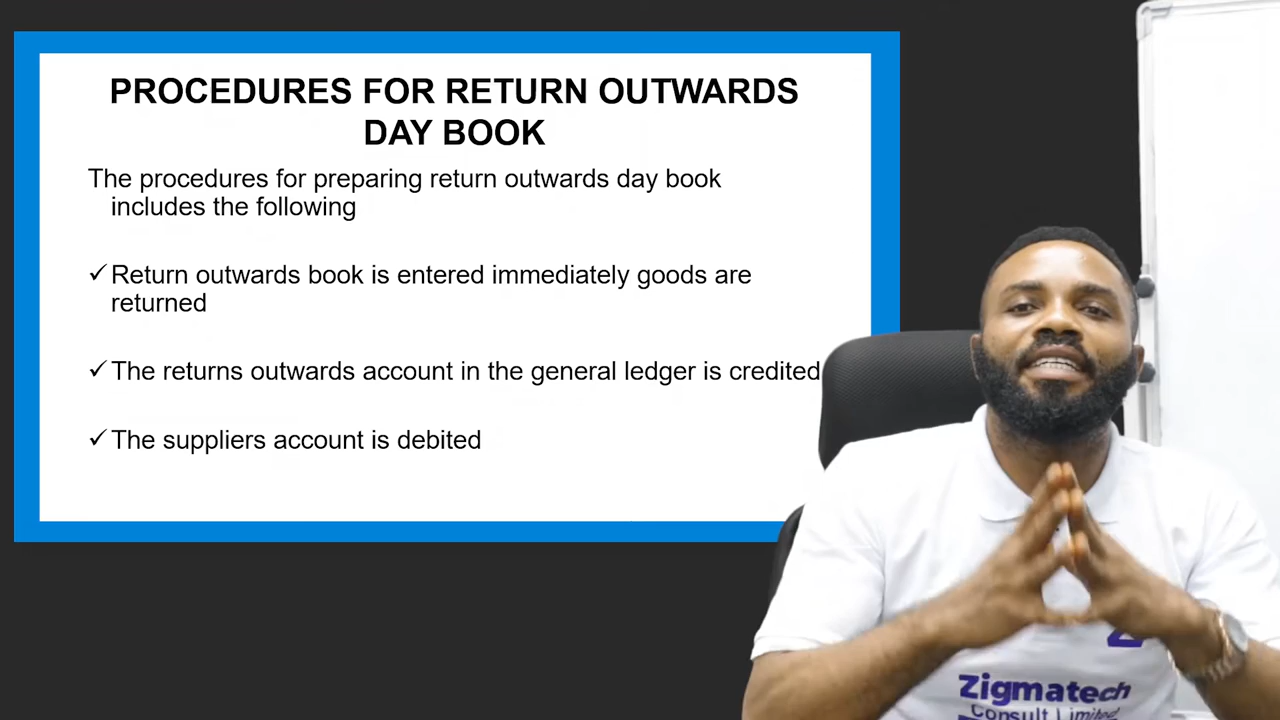 PROCEDURES FOR RETURN OUTWARDS
DAY BOOK
The procedures for preparing return outwards day book
includes the following
✓ Return outwards book is entered immediately goods are
returned
✓ The returns outwards account in the general ledger is credited
✓ The suppliers account is debited
Z
Zigmatech
Consult Limited